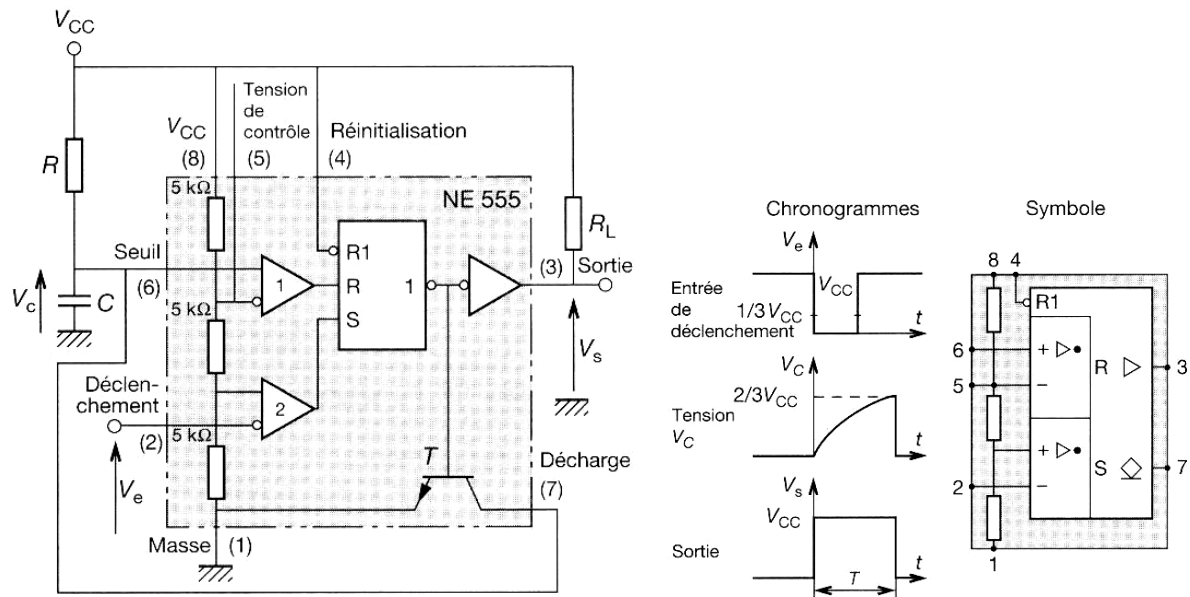 VCC
R
VC
C
VCC
(8)
Tension
de
contrôle
(5)
Réinitialisation
(4)
5 kΩ
NE 555
Seuil
(6)
1
R1
R
S
1
5 kΩ
2
Déclen-
chement
(2)
Ve
5 kΩ
T
RL
(3)
Sortie
Vs
Décharge
(7)
Masse
(1)
Chronogrammes
Ve
VCC
Entrée
de
déclenchement
1/3 VCC
t
VC
2/3VCC
Tension
VC
t
Vs
VCC
Sortie
T
t
Symbole
8
4
R1
6
+
R
3
5
−
+
S
7
2
−
1